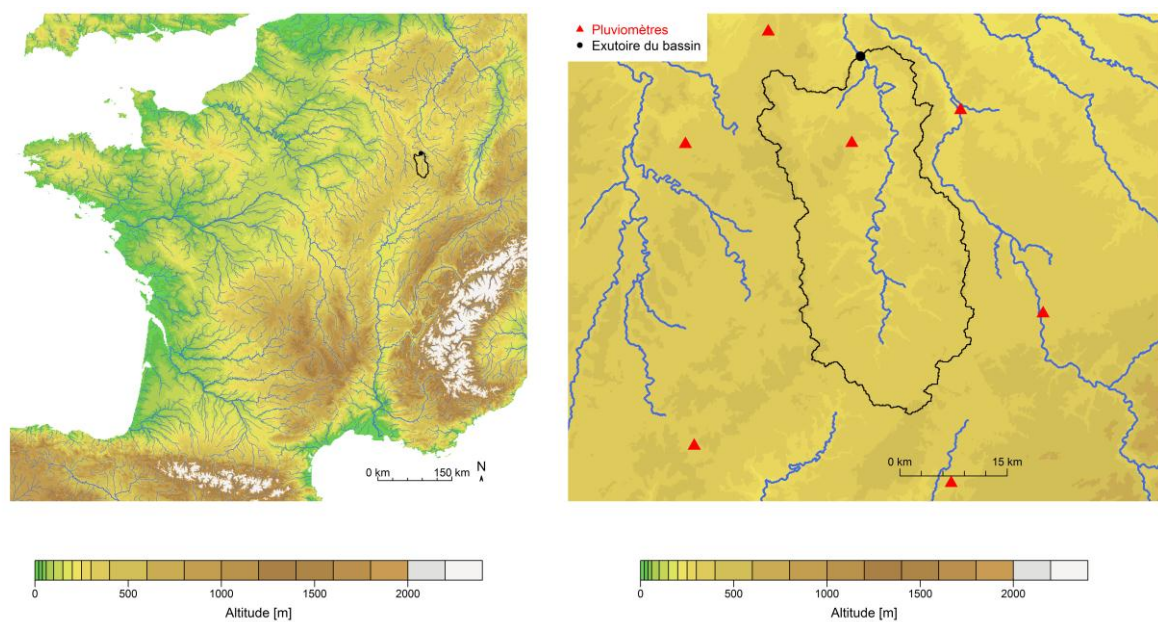 0 km 150 km
N
0 500 1000 1500 2000
Altitude [m]
Pluviomètres
Exutoire du bassin
0 km 15 km
0 500 1000 1500 2000
Altitude [m]